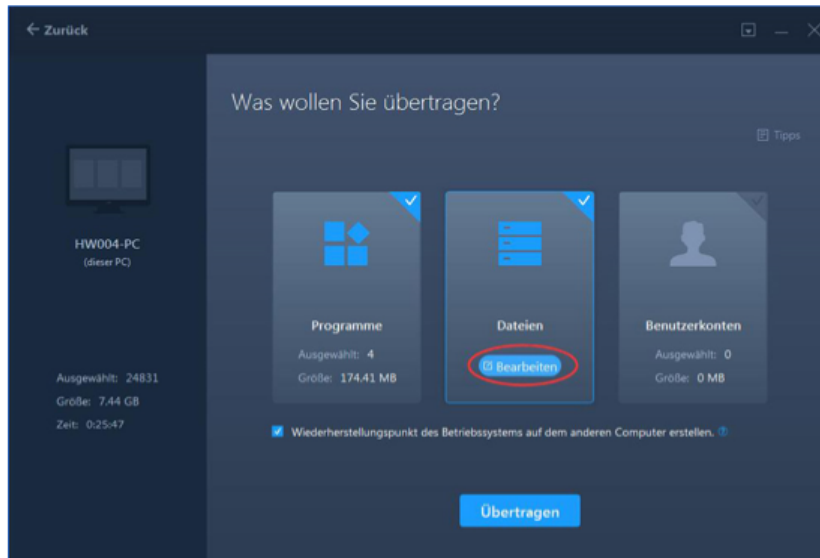 ← Zurück
Was wollen Sie übertragen?
Tipps
HW004-PC
(dieser PC)
Ausgewählt: 24831
Größe: 7.44 GB
Zeit: 0:25:47
Programme
Ausgewählt: 4
Größe: 174.41 MB
Dateien
Bearbeiten
Benutzerkonten
Ausgewählt: 0
Größe: 0 MB
Wiederherstellungspunkt des Betriebssystems auf dem anderen Computer erstellen. ?
Übertragen